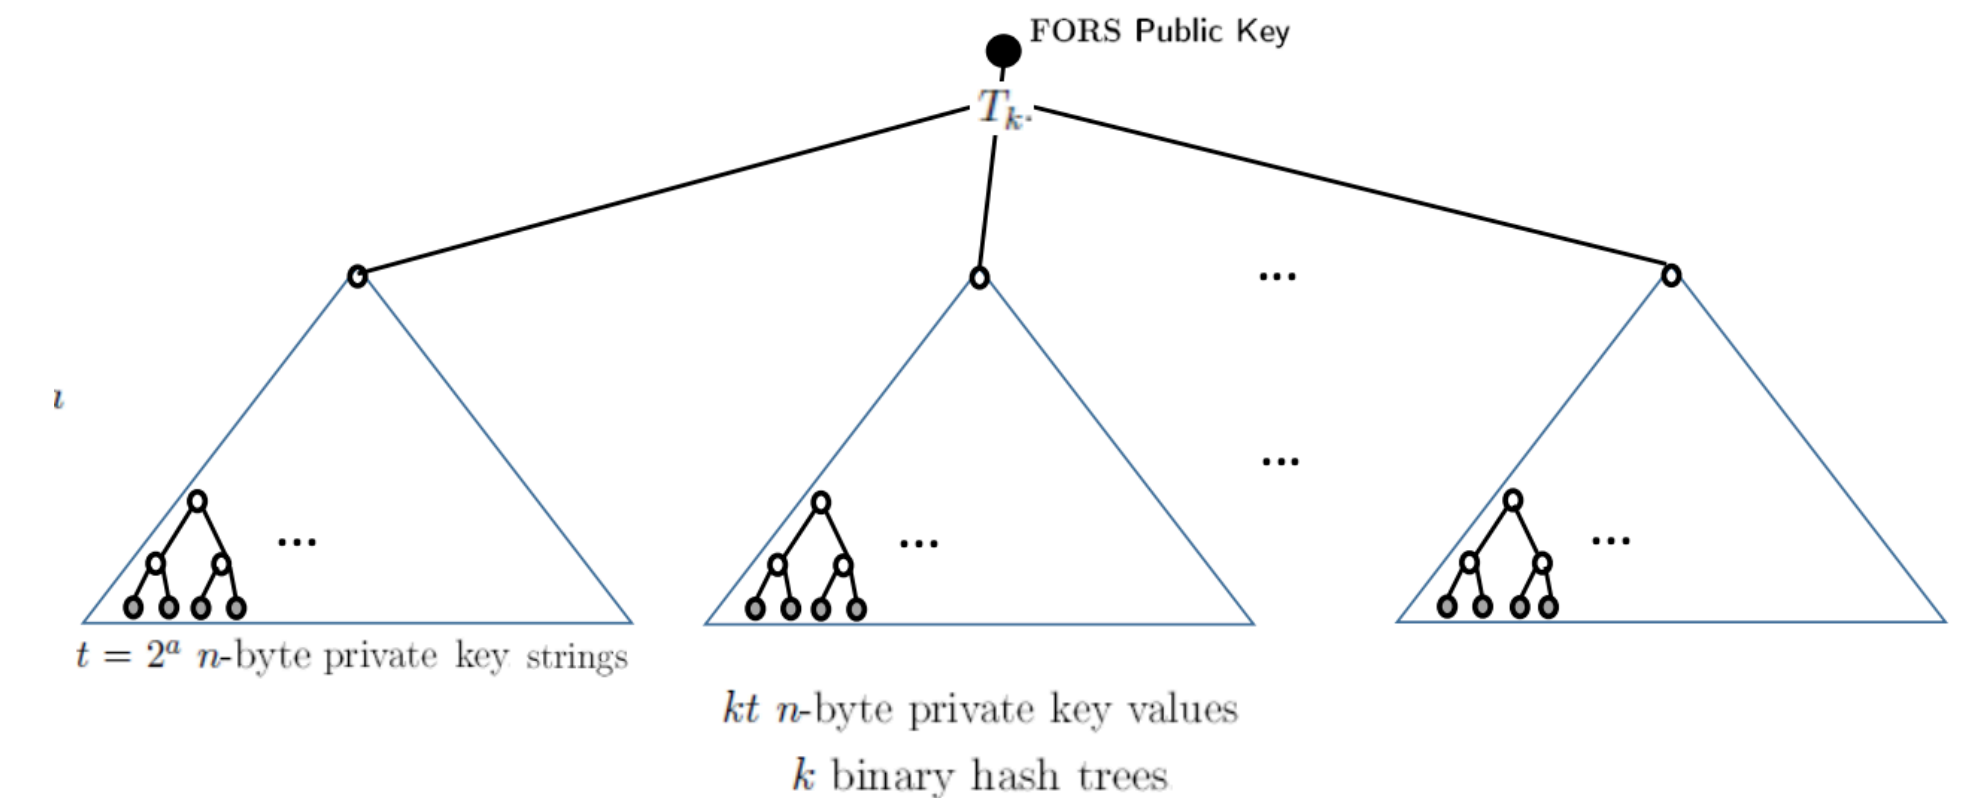 FORS Public Key
T_k.
...
...
... ... ...
t = 2^a n-byte private key strings
kt n-byte private key values
k binary hash trees